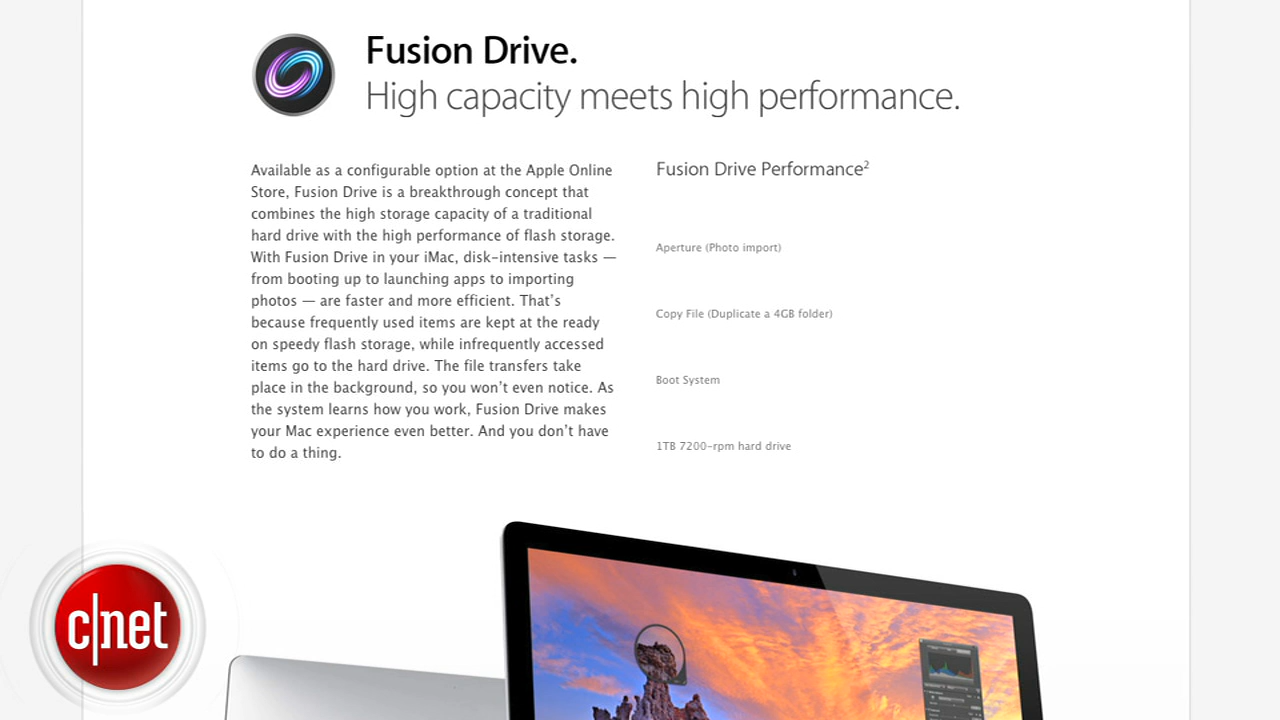 Fusion Drive.
High capacity meets high performance.
Available as a configurable option at the Apple Online
Store, Fusion Drive is a breakthrough concept that
combines the high storage capacity of a traditional
hard drive with the high performance of flash storage.
With Fusion Drive in your iMac, disk-intensive tasks —
from booting up to launching apps to importing
photos — are faster and more efficient. That's
because frequently used items are kept at the ready
on speedy flash storage, while infrequently accessed
items go to the hard drive. The file transfers take
place in the background, so you won't even notice. As
the system learns how you work, Fusion Drive makes
your Mac experience even better. And you don't have
to do a thing.
Fusion Drive Performance2
Aperture (Photo import)
Copy File (Duplicate a 4GB folder)
Boot System
1TB 7200-rpm hard drive
c|net